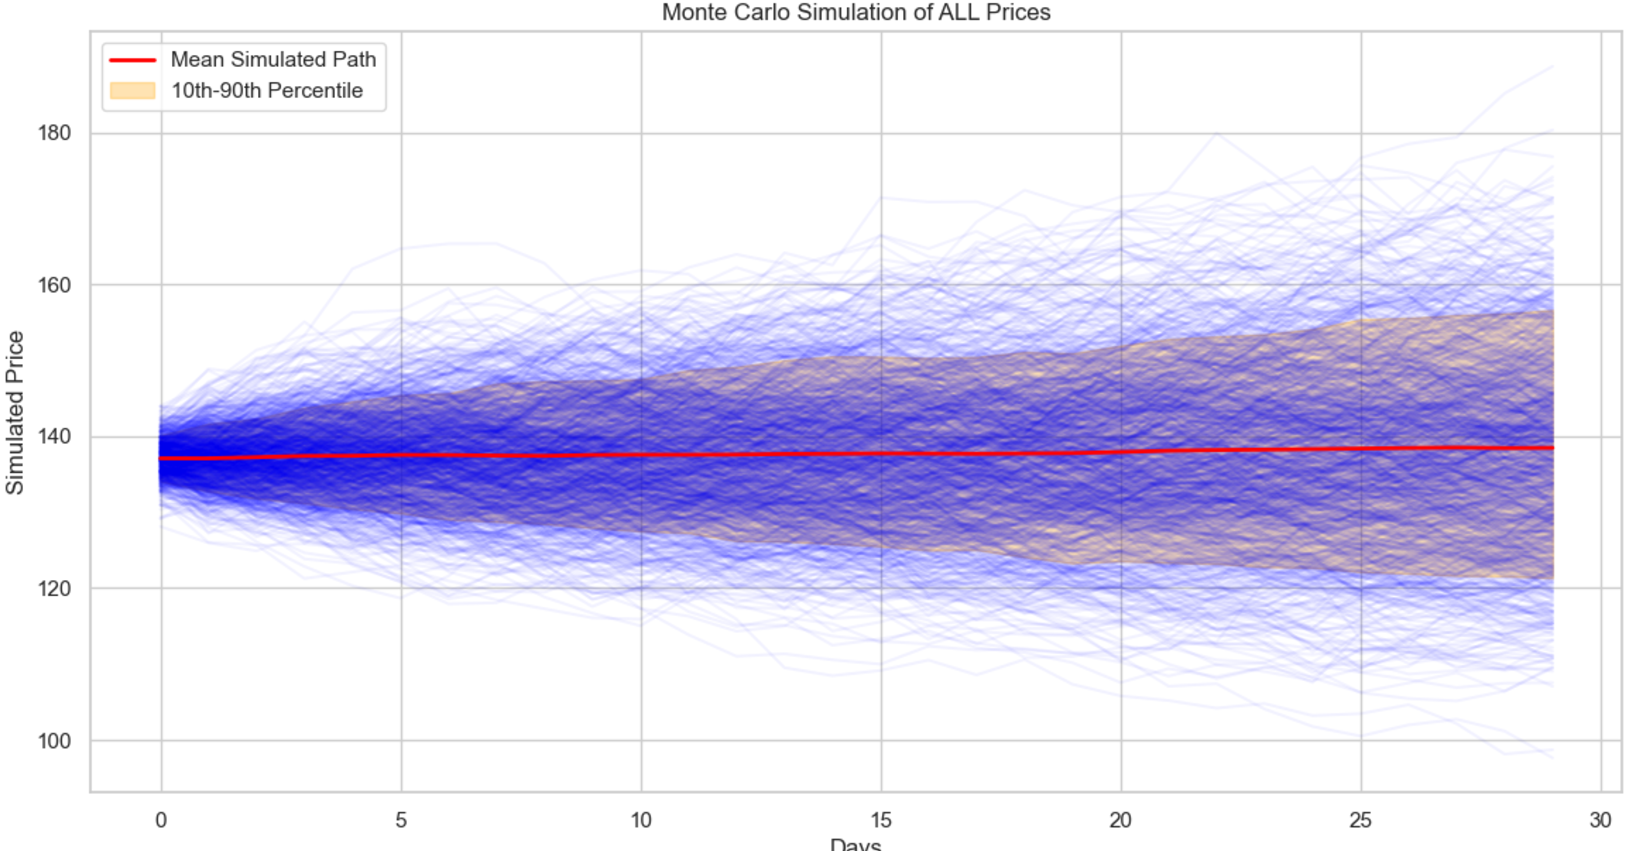 Monte Carlo Simulation of ALL Prices
Mean Simulated Path
10th-90th Percentile
Simulated Price
180
160
140
120
100
0 5 10 15 20 25 30
Days